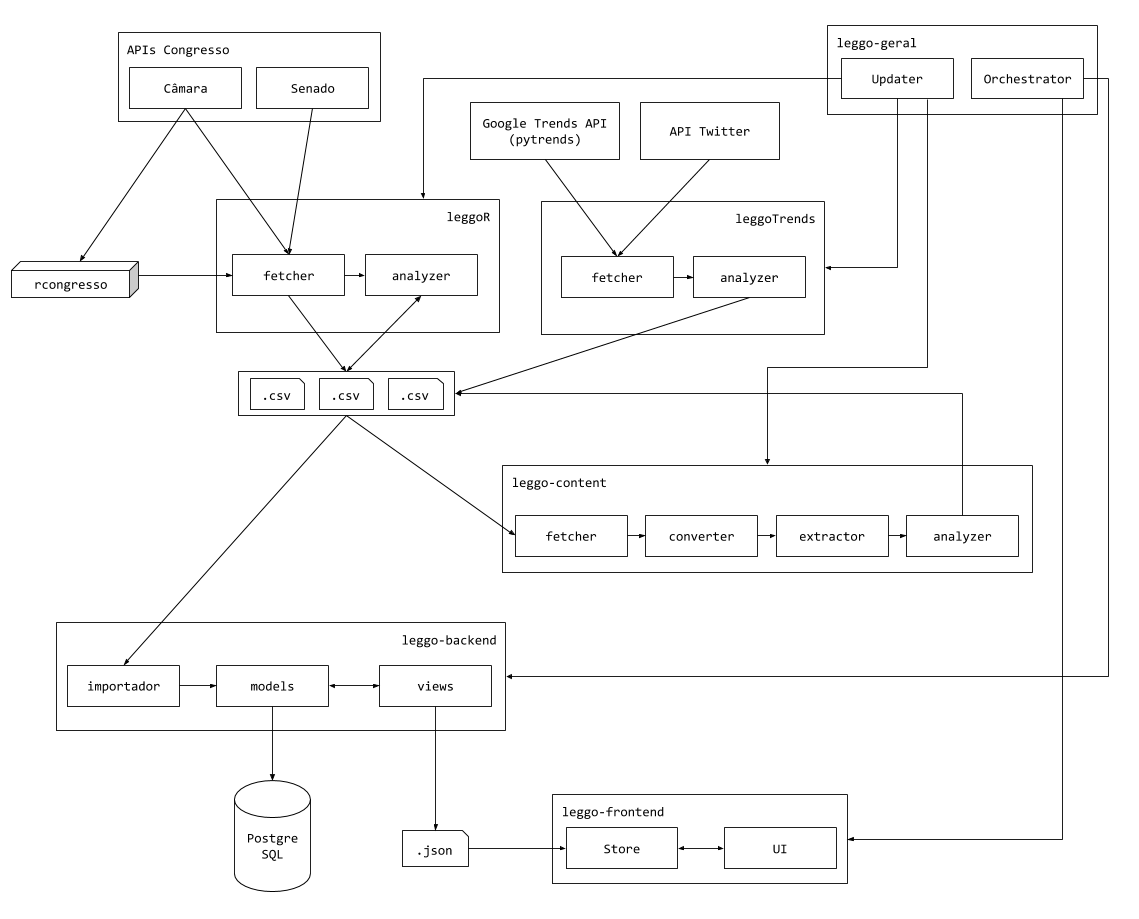 APIs Congresso
Câmara
Senado
leggo-geral
Updater
Orchestrator
Google Trends API
(pytrends)
API Twitter
leggoR
fetcher
analyzer
leggoTrends
fetcher
analyzer
rcongresso
.csv
.csv
.csv
leggo-content
fetcher
converter
extractor
analyzer
leggo-backend
importador
models
views
Postgre
SQL
.json
leggo-frontend
Store
UI